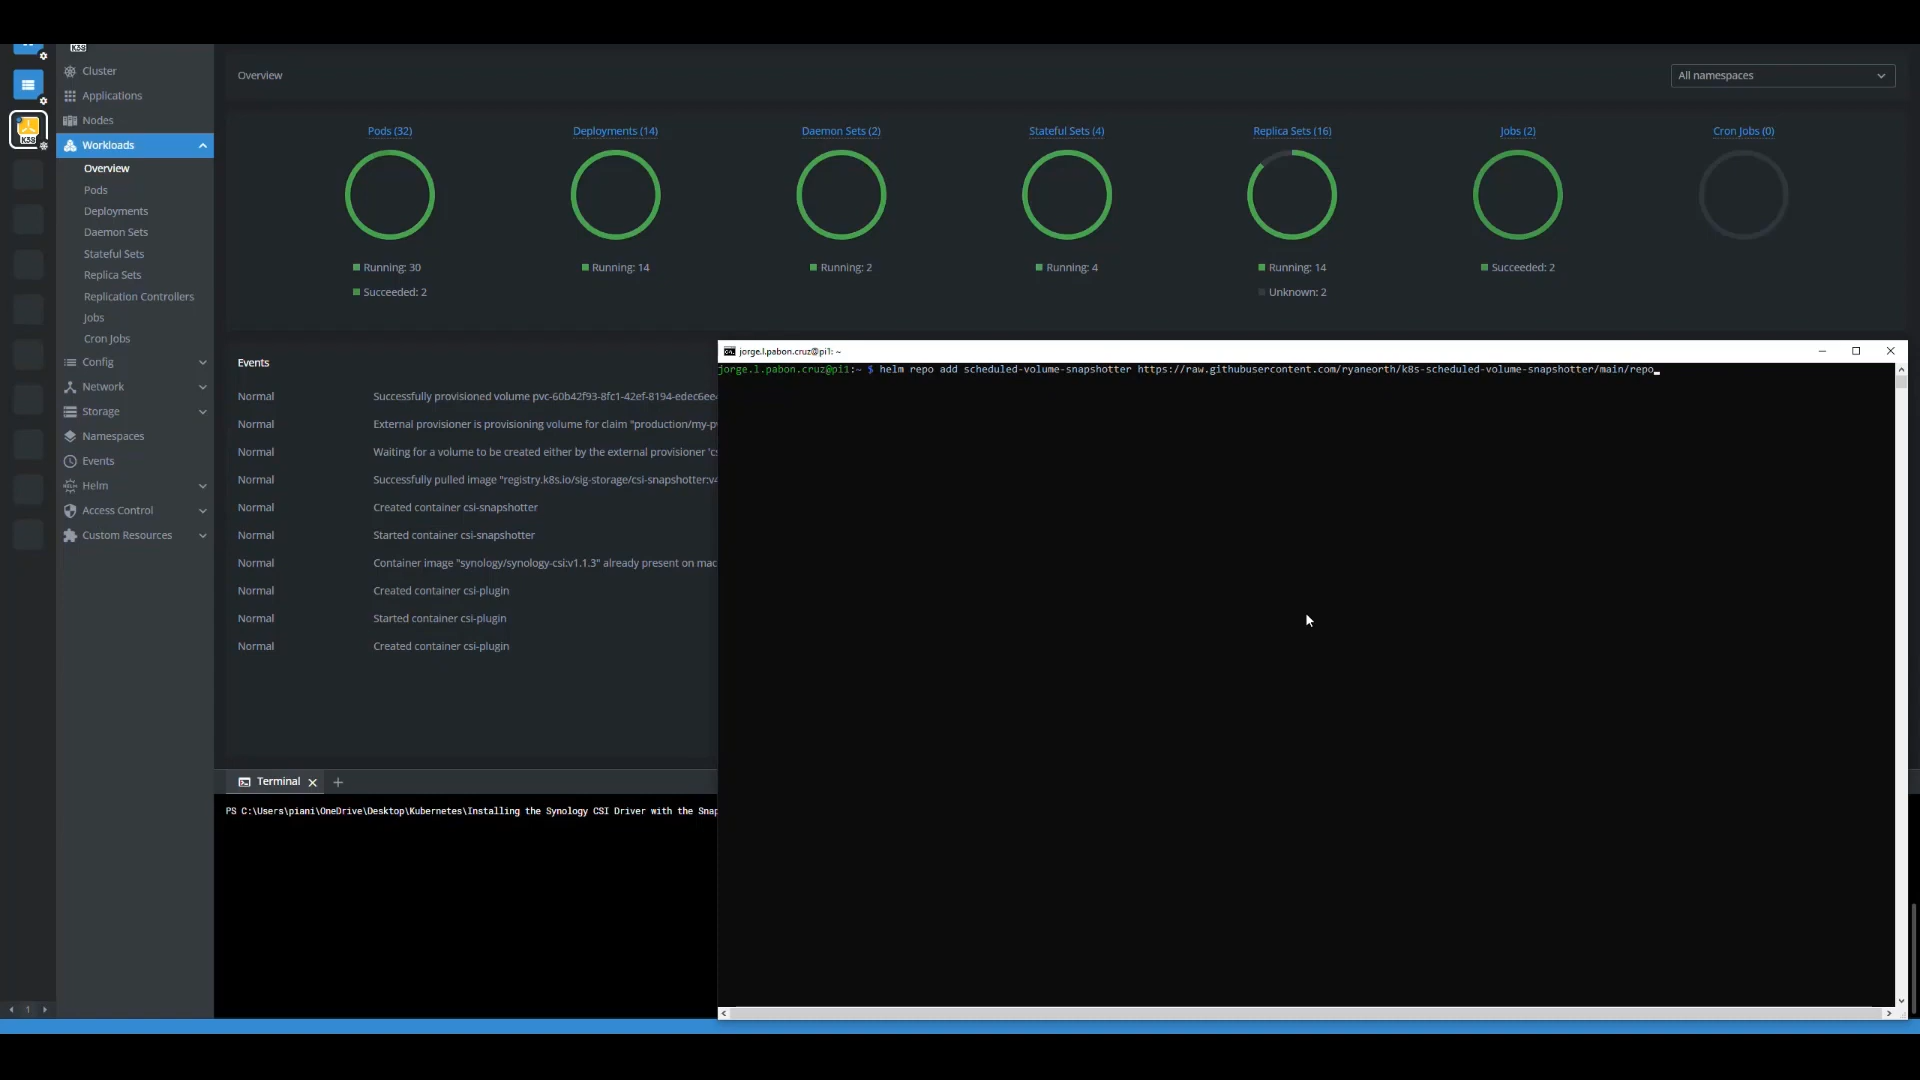 K3S
Cluster
Applications
Nodes
Workloads
Overview
Pods
Deployments
Daemon Sets
Stateful Sets
Replica Sets
Replication Controllers
Jobs
Cron Jobs
Config
Network
Storage
Namespaces
Events
Helm
Access Control
Custom Resources
K3S
1
Overview
All namespaces
Pods (32)
Running: 30
Succeeded: 2
Deployments (14)
Running: 14
Daemon Sets (2)
Running: 2
Stateful Sets (4)
Running: 4
Replica Sets (16)
Running: 14
Unknown: 2
Jobs (2)
Succeeded: 2
Cron Jobs (0)
Events
Normal Successfully provisioned volume pvc-60b42f93-8fc1-42ef-8194-edec6ee
Normal External provisioner is provisioning volume for claim "production/my-p
Normal Waiting for a volume to be created either by the external provisioner 'cs
Normal Successfully pulled image "registry.k8s.io/sig-storage/csi-snapshotter:v4
Normal Created container csi-snapshotter
Normal Started container csi-snapshotter
Normal Container image "synology/synology-csi:v1.1.3" already present on mac
Normal Created container csi-plugin
Normal Started container csi-plugin
Normal Created container csi-plugin
Terminal
PS C:\Users\piani\OneDrive\Desktop\Kubernetes\Installing the Synology CSI Driver with the Snap
jorge.l.pabon.cruz@pi1: ~
jorge.l.pabon.cruz@pi1:~ $ helm repo add scheduled-volume-snapshotter https://raw.githubusercontent.com/ryaneorth/k8s-scheduled-volume-snapshotter/main/repo